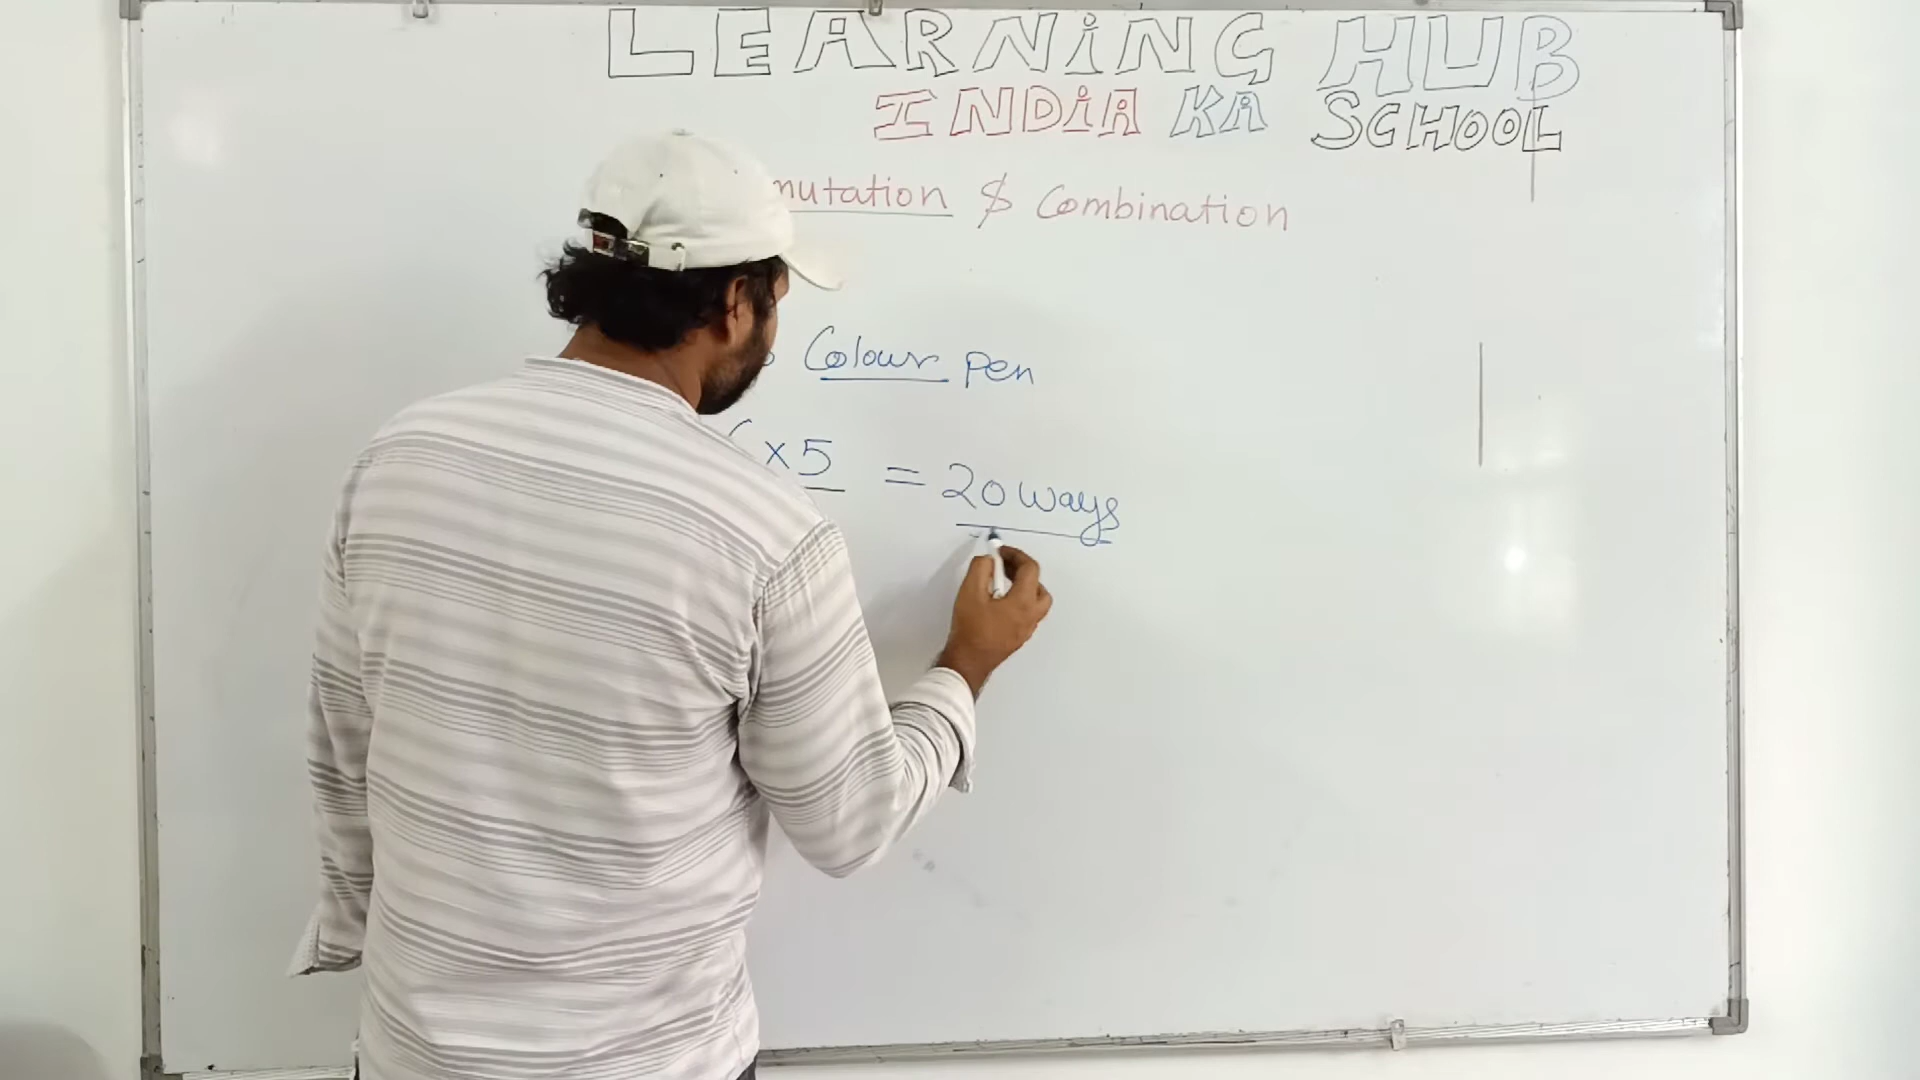 LEARNING HUB
INDIA KA SCHOOL
mutation & Combination
Colour pen
× 5 = 20 ways